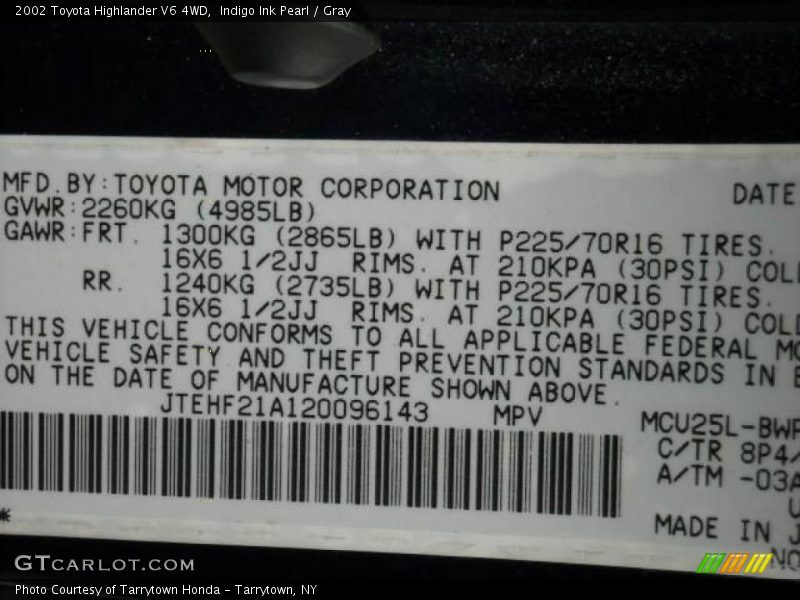 2002 Toyota Highlander V6 4WD,  Indigo Ink Pearl / Gray
MFD.BY:TOYOTA MOTOR CORPORATION DATE
GVWR:2260KG (4985LB)
GAWR:FRT. 1300KG (2865LB) WITH P225/70R16 TIRES.
16X6 1/2JJ RIMS. AT 210KPA (30PSI) COL
RR. 1240KG (2735LB) WITH P225/70R16 TIRES.
16X6 1/2JJ RIMS. AT 210KPA (30PSI) COL
THIS VEHICLE CONFORMS TO ALL APPLICABLE FEDERAL MO
VEHICLE SAFETY AND THEFT PREVENTION STANDARDS IN E
ON THE DATE OF MANUFACTURE SHOWN ABOVE.
JTEHF21A120096143 MPV
MCU25L-BWP
C/TR 8P4/
A/TM -03A
*
MADE IN J
NO
GTCARLOT.COM
Photo Courtesy of Tarrytown Honda - Tarrytown, NY